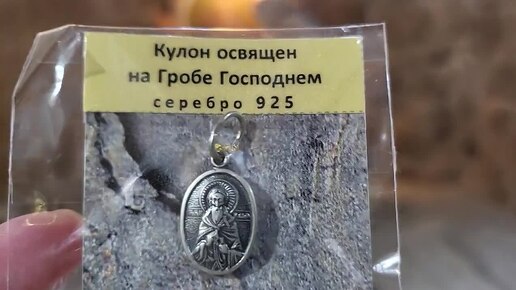 Кулон освящен
на Гробе Господнем
серебро 925